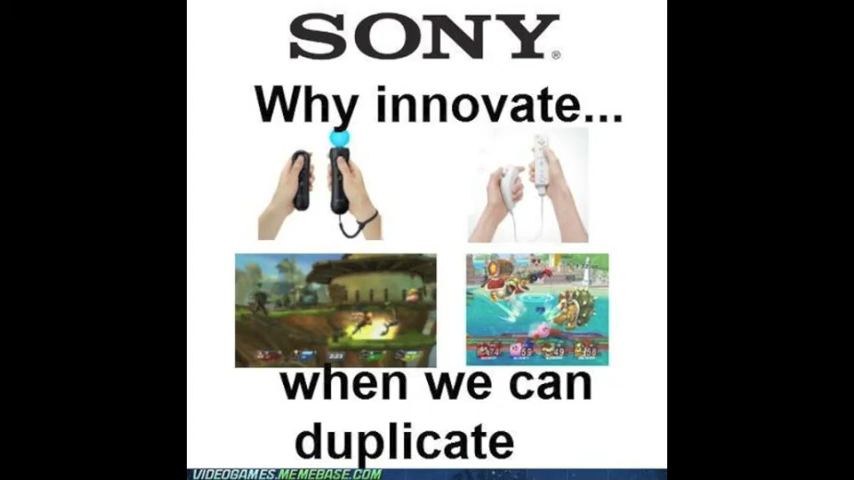 SONY®
Why innovate...
when we can
duplicate
VIDEOGAMES.MEMEBASE.COM